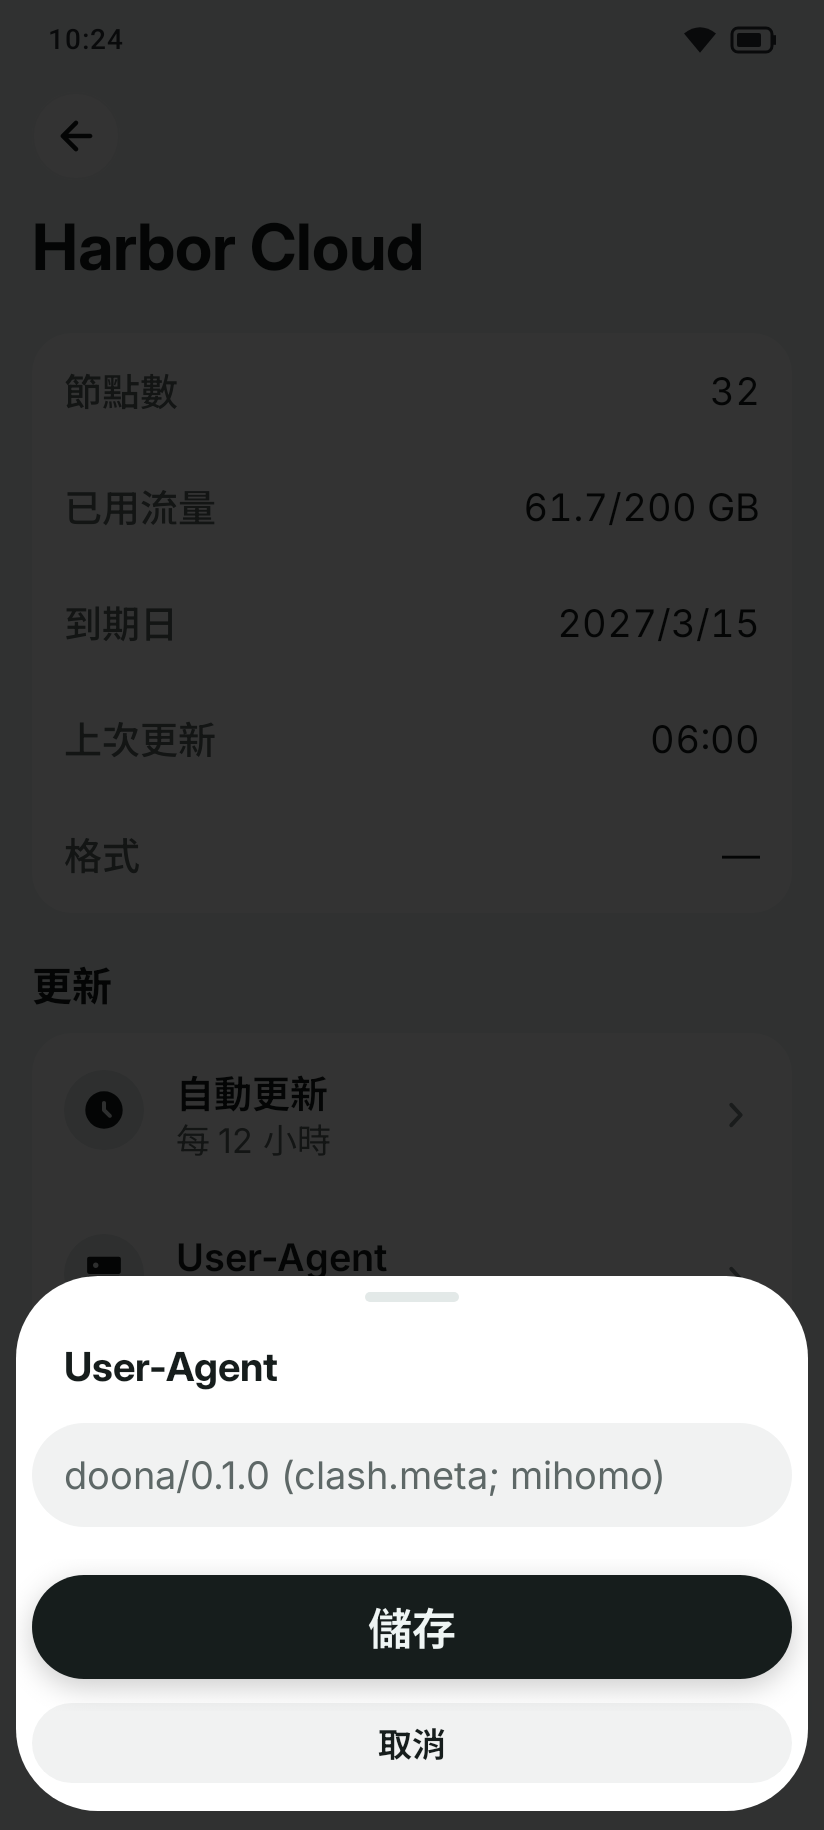 10:24
Harbor Cloud
節點數 32
已用流量 61.7/200 GB
到期日 2027/3/15
上次更新 06:00
格式 —
更新
自動更新
每 12 小時
User-Agent
User-Agent
doona/0.1.0 (clash.meta; mihomo)
儲存
取消